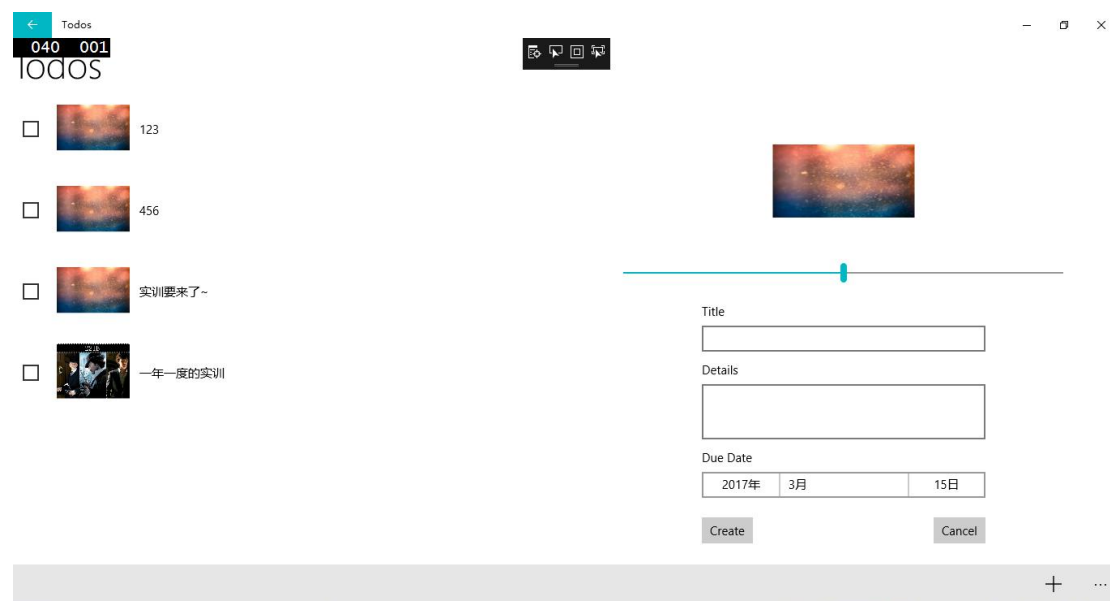 Todos
040 001
Todos
123
456
实训要来了~
一年一度的实训
Title
Details
Due Date
2017年 3月 15日
Create Cancel